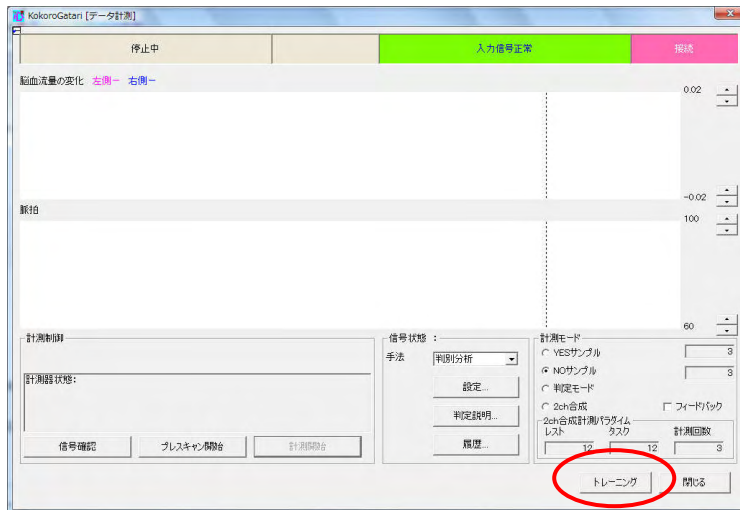 KokoroGatari [データ計測]
停止中 入力信号正常 接続
脳血流量の変化 左側ー 右側ー
0.02
-0.02
脈拍
100
60
計測制御
計測器状態:
信号確認 プレスキャン開始 計測開始
信号状態 :
手法 判別分析
設定...
判定説明...
履歴...
計測モード
YESサンプル 3
NOサンプル 3
判定モード
2ch合成 フィードバック
2ch合成計測パラダイム
レスト タスク 計測回数
12 12 3
トレーニング 閉じる